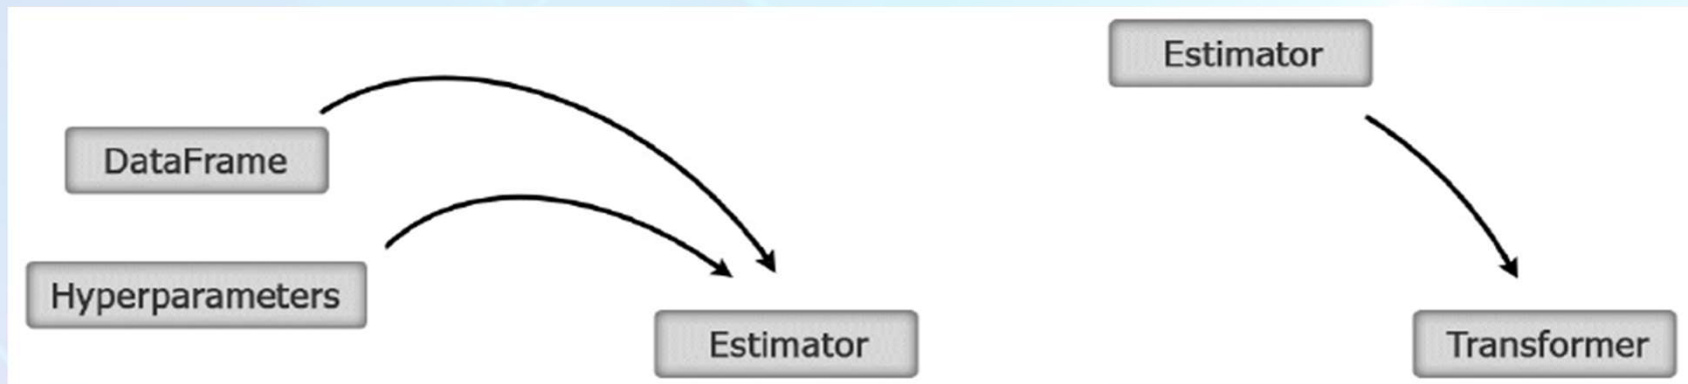 DataFrame
Hyperparameters
Estimator
Estimator
Transformer